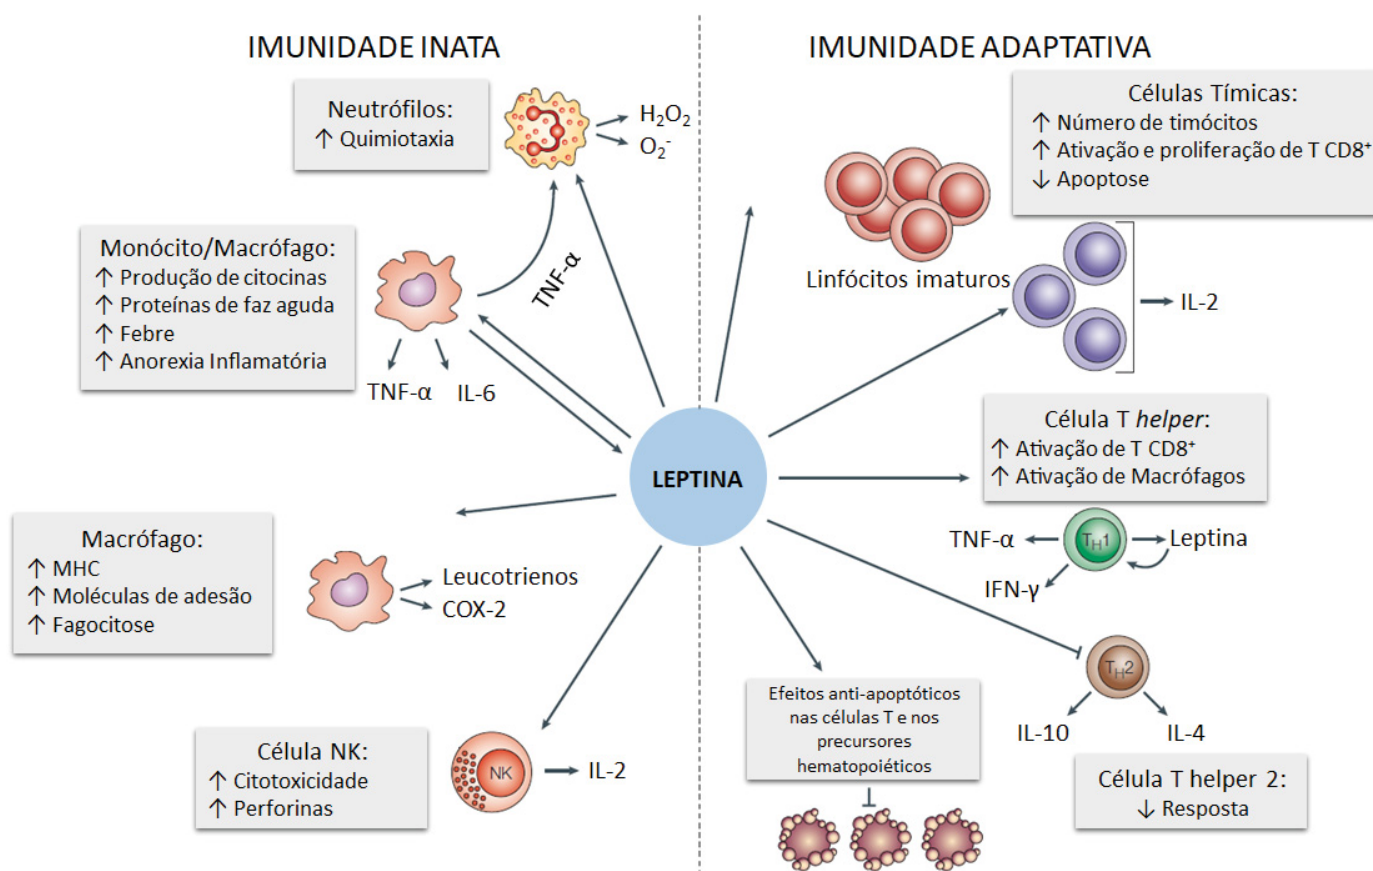 IMUNIDADE INATA
Neutrófilos:
↑ Quimiotaxia
H₂O₂
O₂⁻
Monócito/Macrófago:
↑ Produção de citocinas
↑ Proteínas de faz aguda
↑ Febre
↑ Anorexia Inflamatória
TNF-α
TNF-α
IL-6
LEPTINA
Macrófago:
↑ MHC
↑ Moléculas de adesão
↑ Fagocitose
Leucotrienos
COX-2
Célula NK:
↑ Citotoxicidade
↑ Perforinas
NK
IL-2
IMUNIDADE ADAPTATIVA
Células Tímicas:
↑ Número de timócitos
↑ Ativação e proliferação de T CD8⁺
↓ Apoptose
Linfócitos imaturos
IL-2
Célula T helper:
↑ Ativação de T CD8⁺
↑ Ativação de Macrófagos
TNF-α
TH1
Leptina
IFN-γ
TH2
IL-10
IL-4
Célula T helper 2:
↓ Resposta
Efeitos anti-apoptóticos
nas células T e nos
precursores
hematopoiéticos